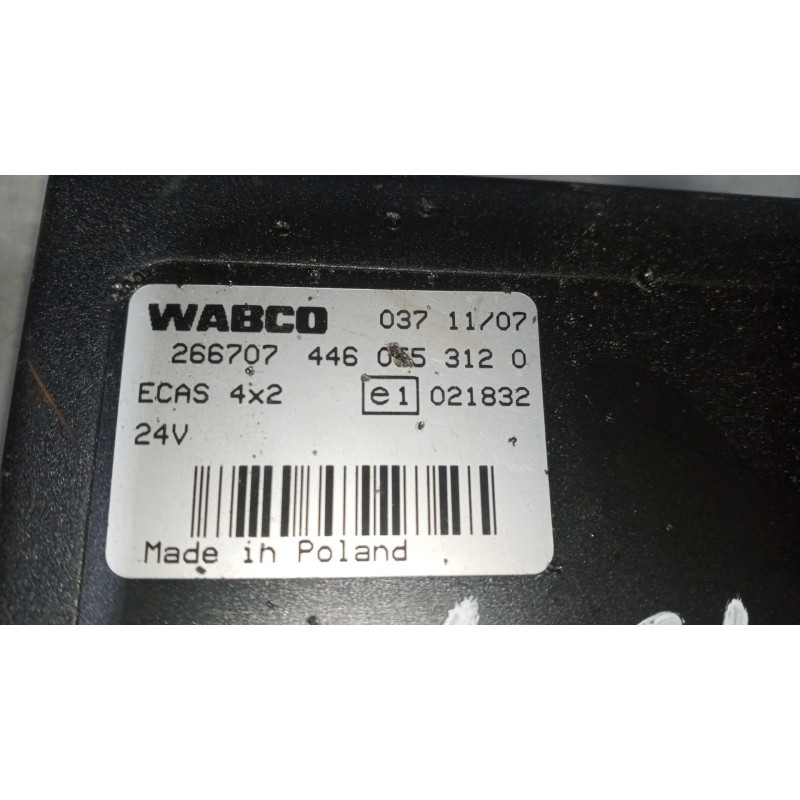 WABCO 037 11/07
266707 446 055 312 0
ECAS 4x2 e1 021832
24V
Made in Poland